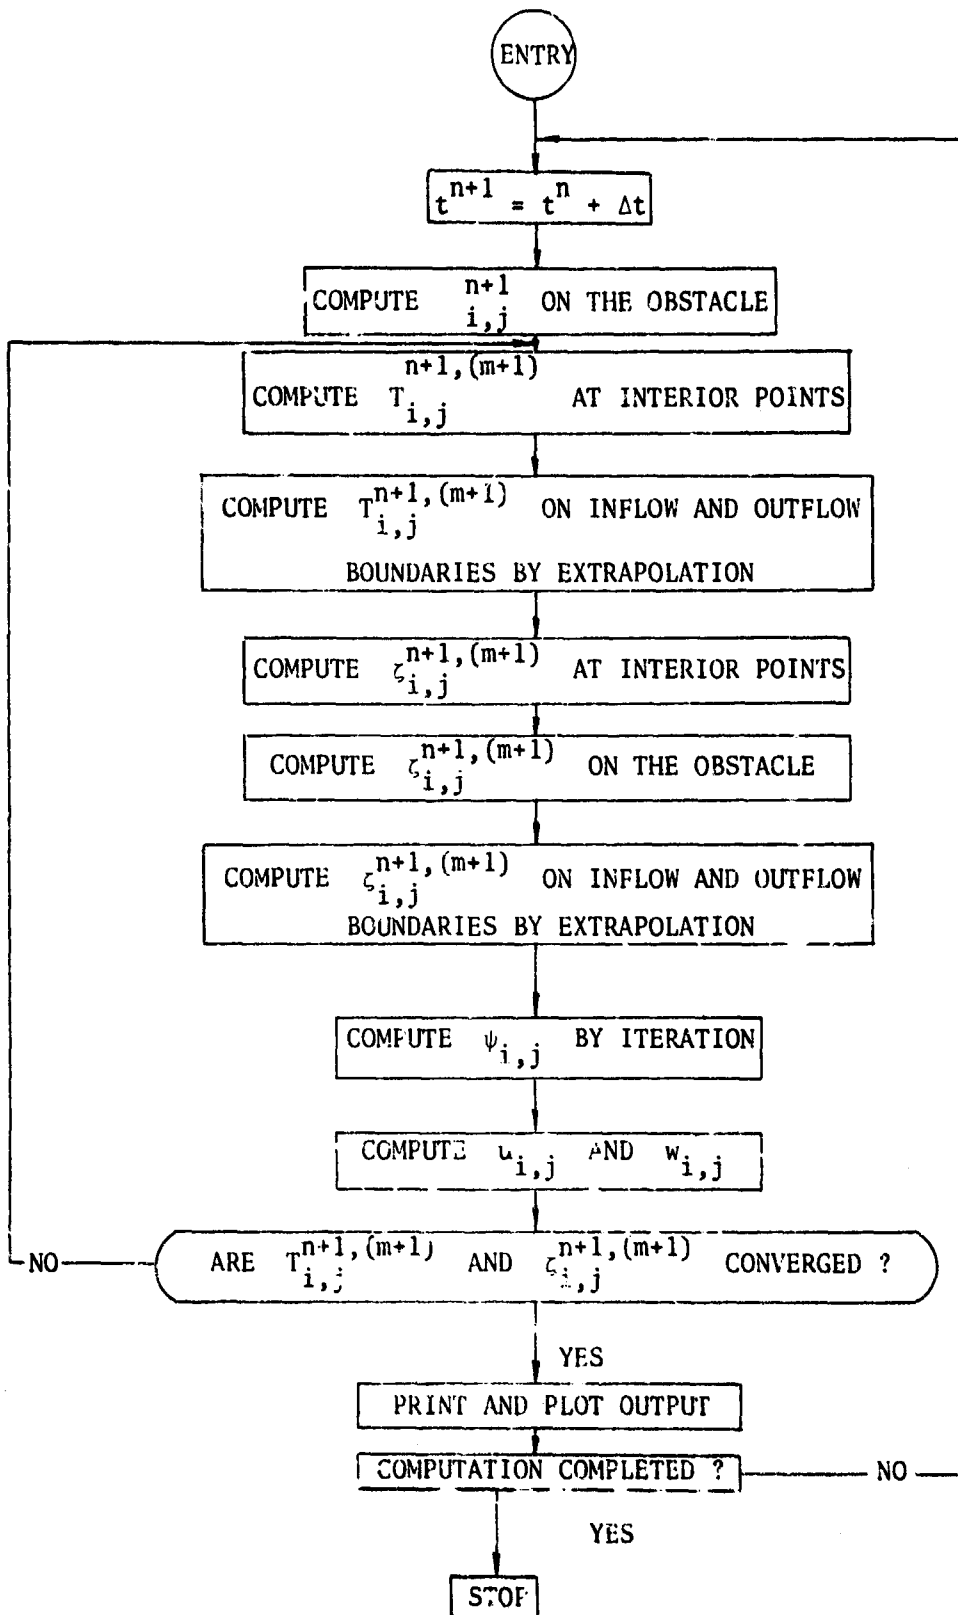 ENTRY
t^{n+1} = t^n + Δt
COMPUTE ^{n+1}_{i,j} ON THE OBSTACLE
COMPUTE T^{n+1,(m+1)}_{i,j} AT INTERIOR POINTS
COMPUTE T^{n+1,(m+1)}_{i,j} ON INFLOW AND OUTFLOW
BOUNDARIES BY EXTRAPOLATION
COMPUTE ζ^{n+1,(m+1)}_{i,j} AT INTERIOR POINTS
COMPUTE ζ^{n+1,(m+1)}_{i,j} ON THE OBSTACLE
COMPUTE ζ^{n+1,(m+1)}_{i,j} ON INFLOW AND OUTFLOW
BOUNDARIES BY EXTRAPOLATION
COMPUTE ψ_{i,j} BY ITERATION
COMPUTE u_{i,j} AND w_{i,j}
NO
ARE T^{n+1,(m+1)}_{i,j} AND ζ^{n+1,(m+1)}_{i,j} CONVERGED ?
YES
PRINT AND PLOT OUTPUT
COMPUTATION COMPLETED ?
NO
YES
STOP